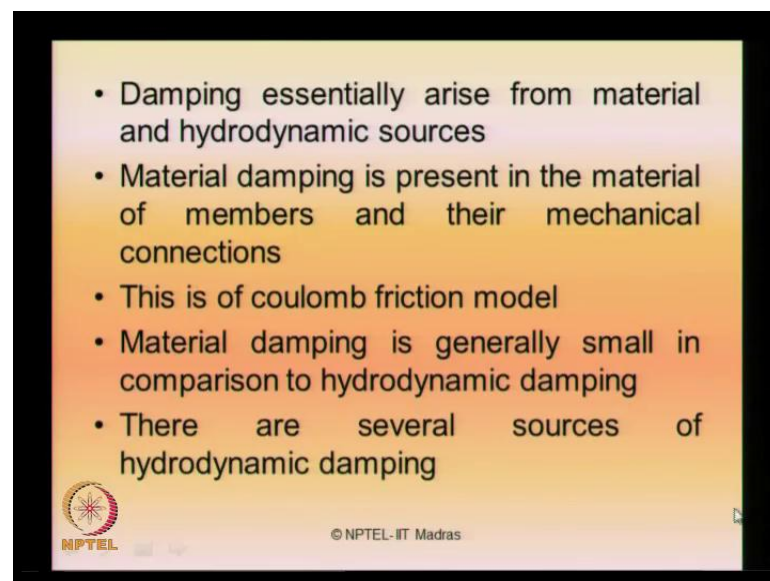 • Damping essentially arise from material
and hydrodynamic sources
• Material damping is present in the material
of members and their mechanical
connections
• This is of coulomb friction model
• Material damping is generally small in
comparison to hydrodynamic damping
• There are several sources of
hydrodynamic damping
NPTEL
© NPTEL-IIT Madras